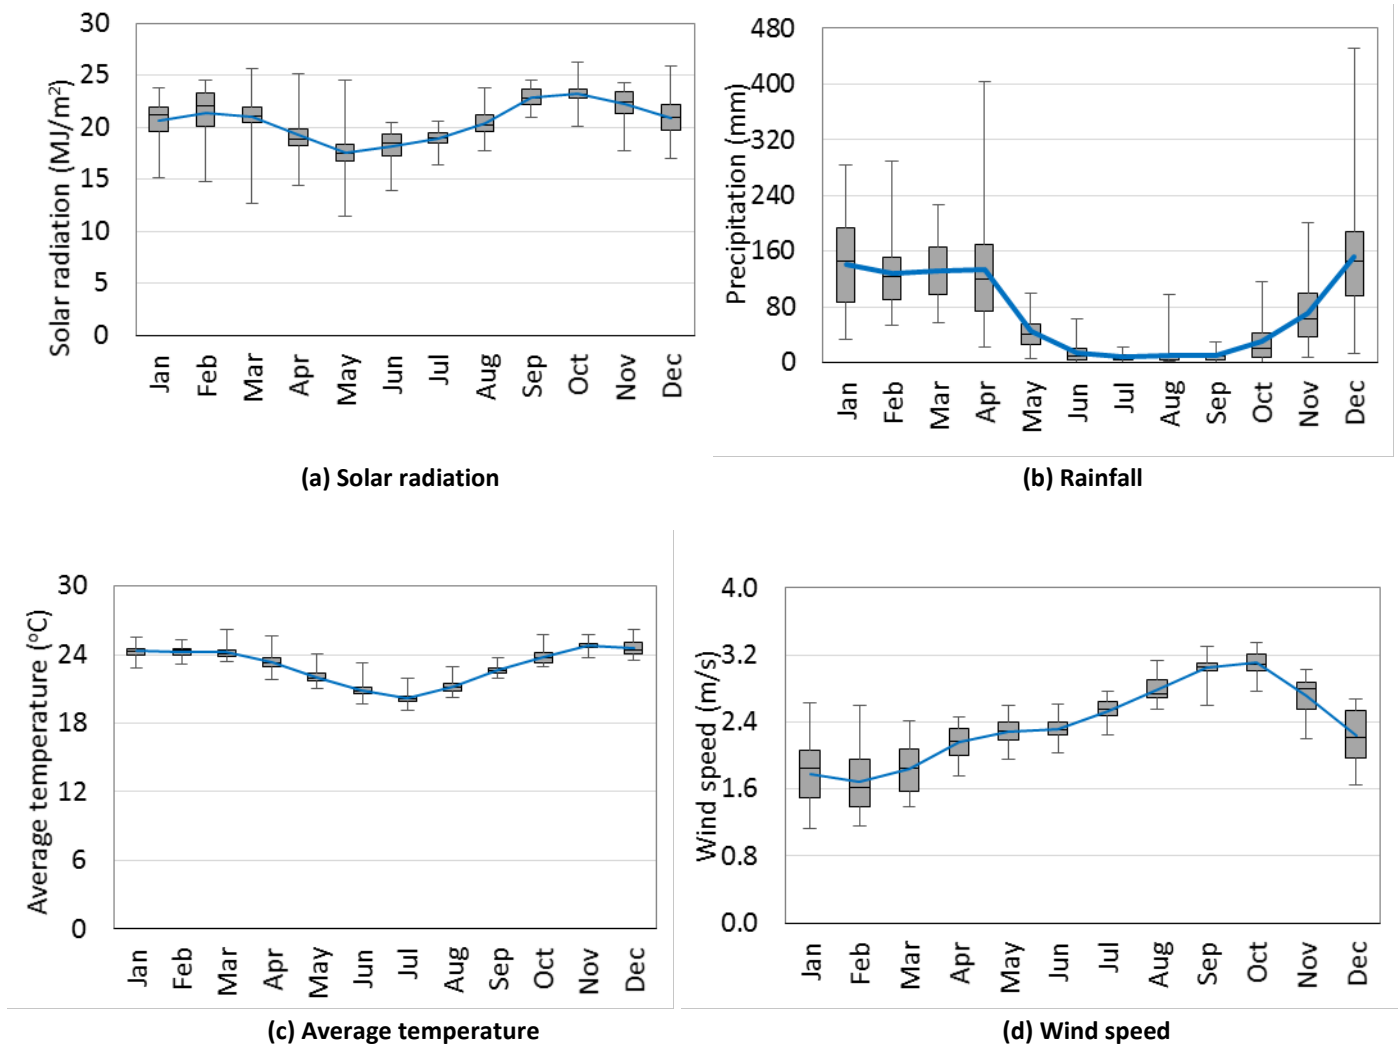 30
25
20
15
10
5
0
Solar radiation (MJ/m²)
Jan Feb Mar Apr May Jun Jul Aug Sep Oct Nov Dec
(a) Solar radiation
480
400
320
240
160
80
0
Precipitation (mm)
Jan Feb Mar Apr May Jun Jul Aug Sep Oct Nov Dec
(b) Rainfall
30
24
18
12
6
0
Average temperature (°C)
Jan Feb Mar Apr May Jun Jul Aug Sep Oct Nov Dec
(c) Average temperature
4.0
3.2
2.4
1.6
0.8
0.0
Wind speed (m/s)
Jan Feb Mar Apr May Jun Jul Aug Sep Oct Nov Dec
(d) Wind speed